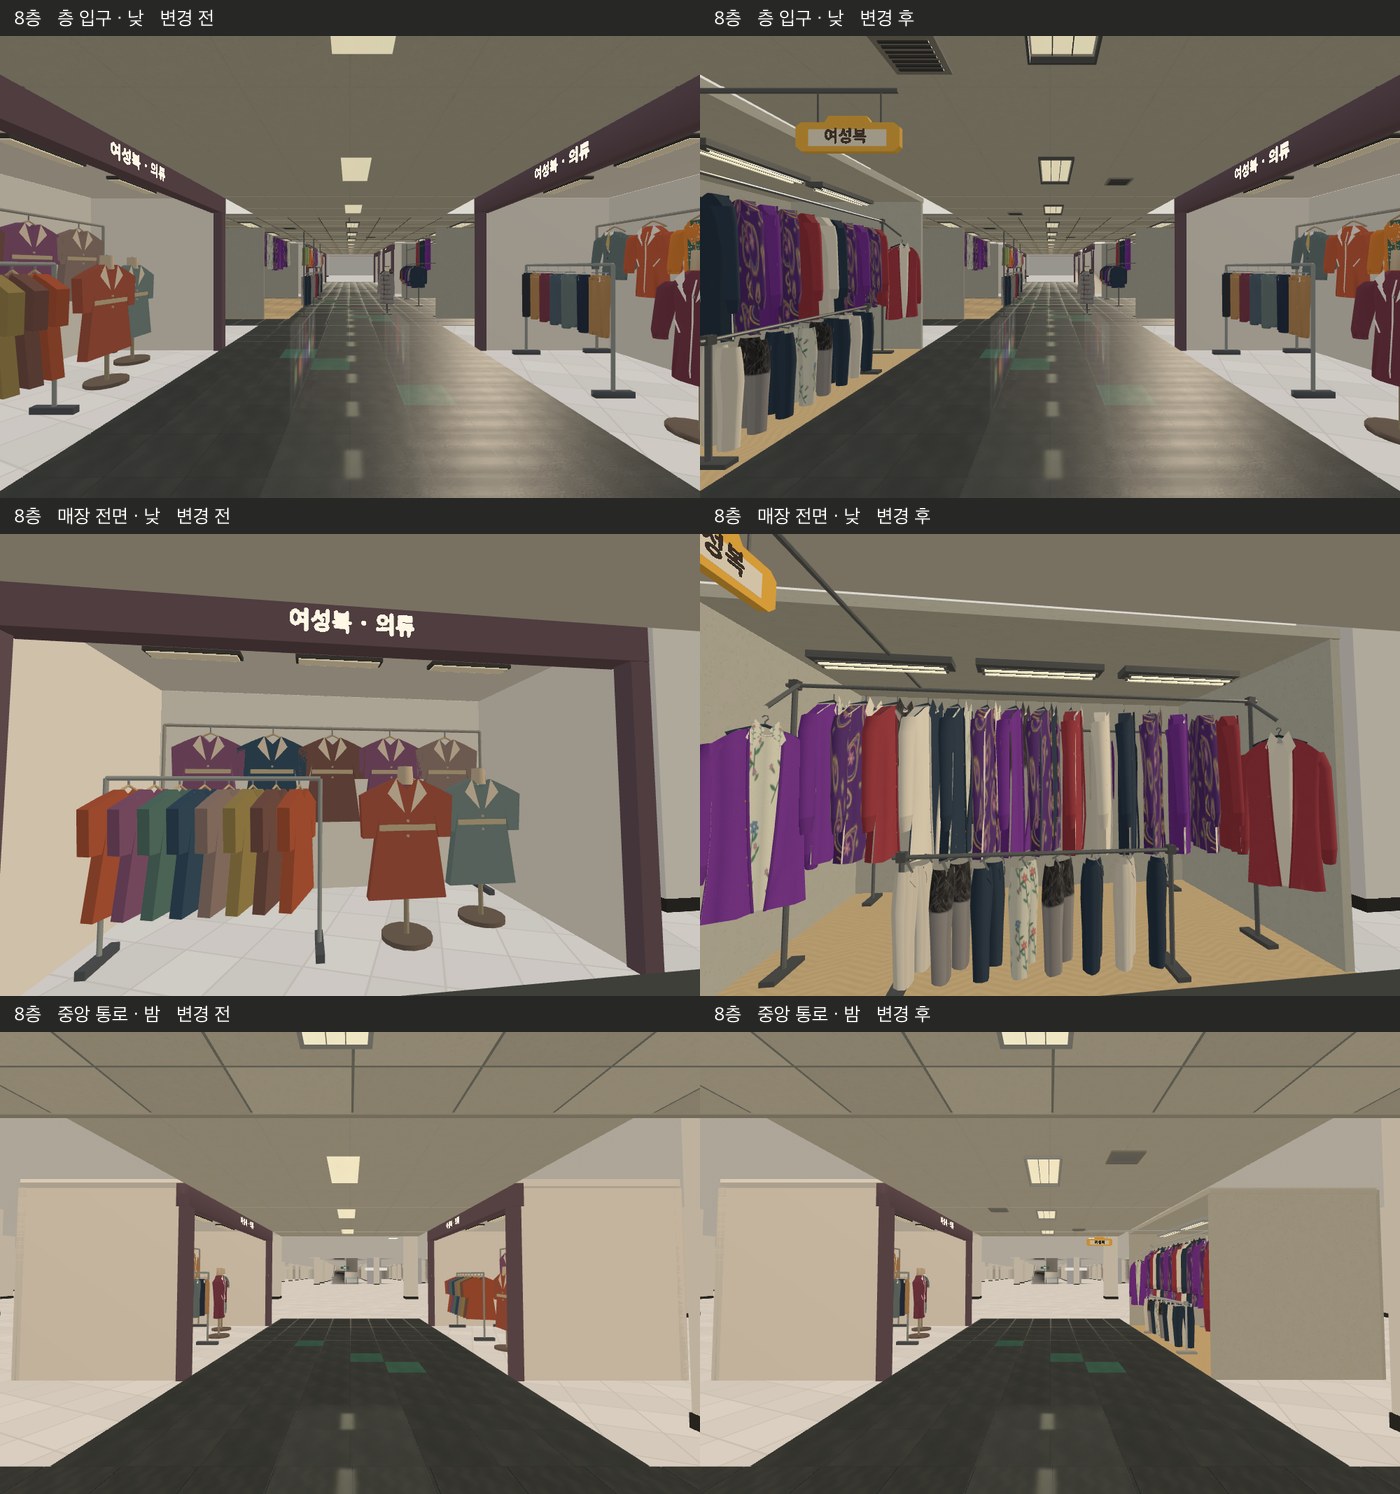 8층 층 입구 · 낮 변경 전
8층 층 입구 · 낮 변경 후
여성복 · 의류
여성복 · 의류
여성복
여성복 · 의류
8층 매장 전면 · 낮 변경 전
8층 매장 전면 · 낮 변경 후
여성복 · 의류
성복
8층 중앙 통로 · 밤 변경 전
8층 중앙 통로 · 밤 변경 후